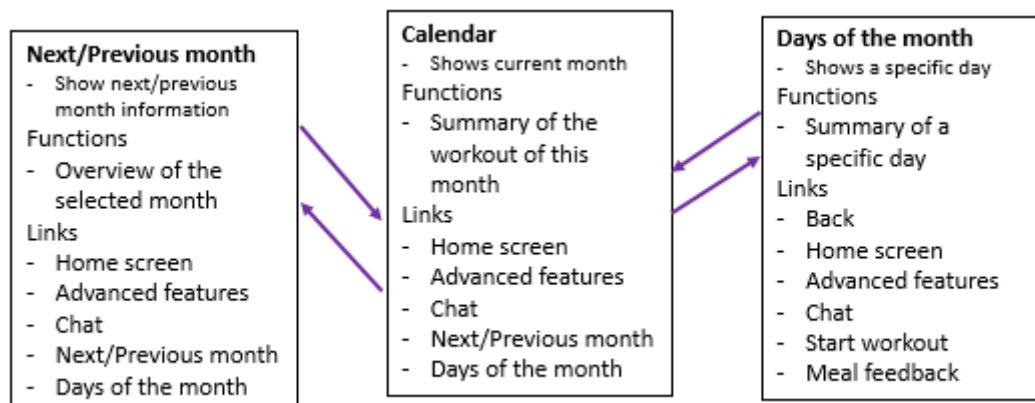 Next/Previous month
- Show next/previous
month information
Functions
- Overview of the
selected month
Links
- Home screen
- Advanced features
- Chat
- Next/Previous month
- Days of the month
Calendar
- Shows current month
Functions
- Summary of the
workout of this
month
Links
- Home screen
- Advanced features
- Chat
- Next/Previous month
- Days of the month
Days of the month
- Shows a specific day
Functions
- Summary of a
specific day
Links
- Back
- Home screen
- Advanced features
- Chat
- Start workout
- Meal feedback